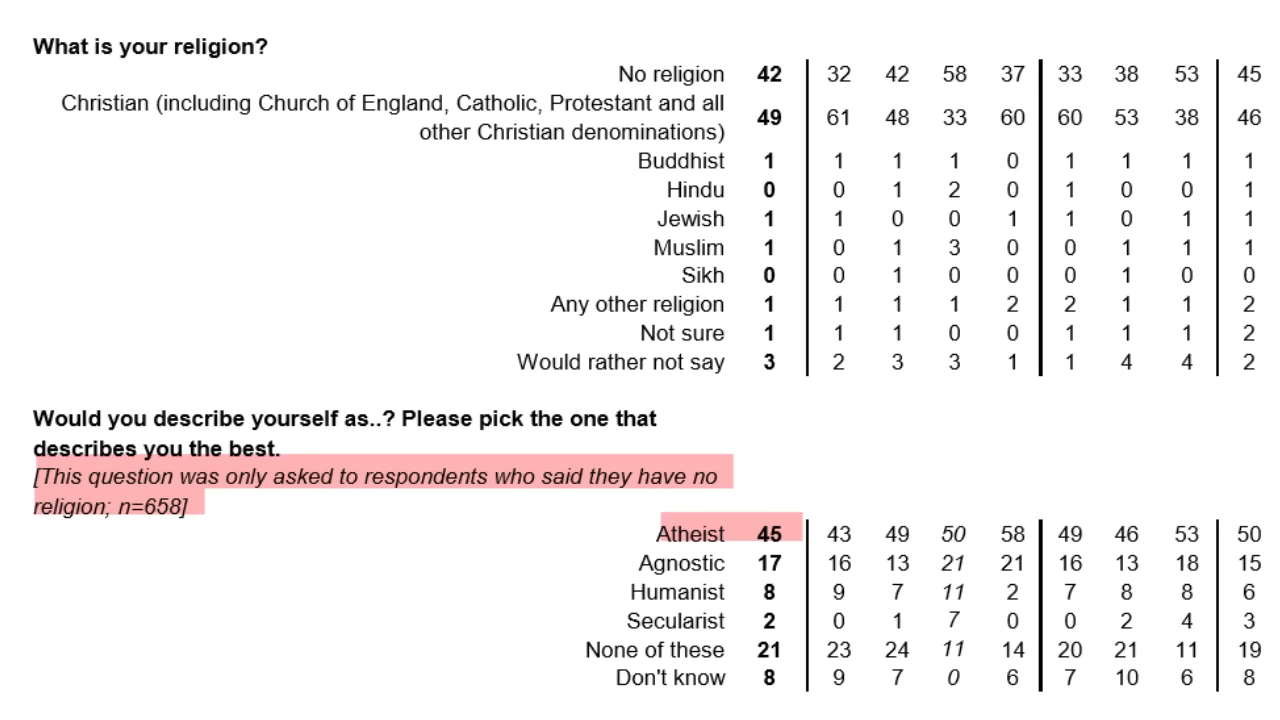 What is your religion?
No religion 42 32 42 58 37 33 38 53 45
Christian (including Church of England, Catholic, Protestant and all
other Christian denominations) 49 61 48 33 60 60 53 38 46
Buddhist 1 1 1 1 0 1 1 1 1
Hindu 0 0 1 2 0 1 0 0 1
Jewish 1 1 0 0 1 1 0 1 1
Muslim 1 0 1 3 0 0 1 1 1
Sikh 0 0 1 0 0 0 1 0 0
Any other religion 1 1 1 1 2 2 1 1 2
Not sure 1 1 1 0 0 1 1 1 2
Would rather not say 3 2 3 3 1 1 4 4 2
Would you describe yourself as..? Please pick the one that
describes you the best.
[This question was only asked to respondents who said they have no
religion; n=658]
Atheist 45 43 49 50 58 49 46 53 50
Agnostic 17 16 13 21 21 16 13 18 15
Humanist 8 9 7 11 2 7 8 8 6
Secularist 2 0 1 7 0 0 2 4 3
None of these 21 23 24 11 14 20 21 11 19
Don't know 8 9 7 0 6 7 10 6 8